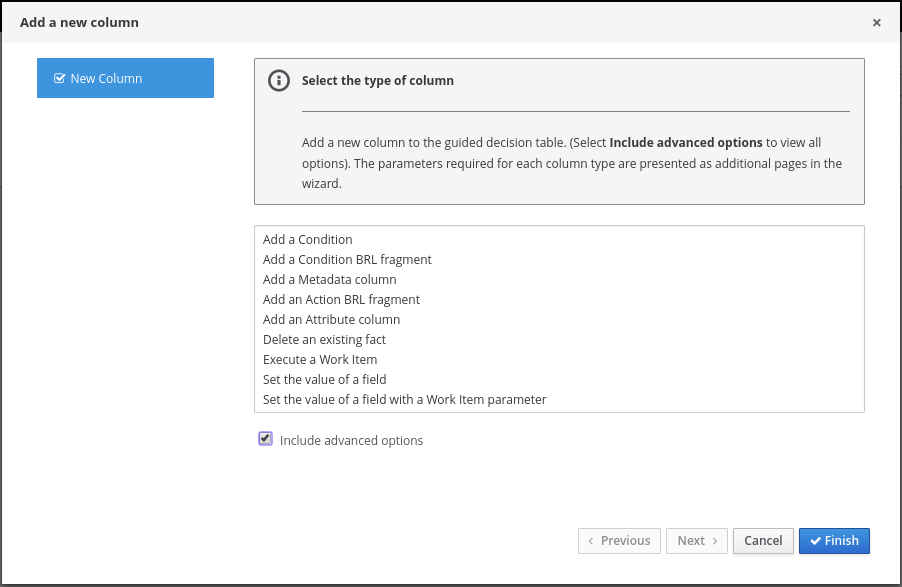 Add a new column
×
New Column
Select the type of column
Add a new column to the guided decision table. (Select Include advanced options to view all
options). The parameters required for each column type are presented as additional pages in the
wizard.
Add a Condition
Add a Condition BRL fragment
Add a Metadata column
Add an Action BRL fragment
Add an Attribute column
Delete an existing fact
Execute a Work Item
Set the value of a field
Set the value of a field with a Work Item parameter
Include advanced options
< Previous
Next >
Cancel
Finish